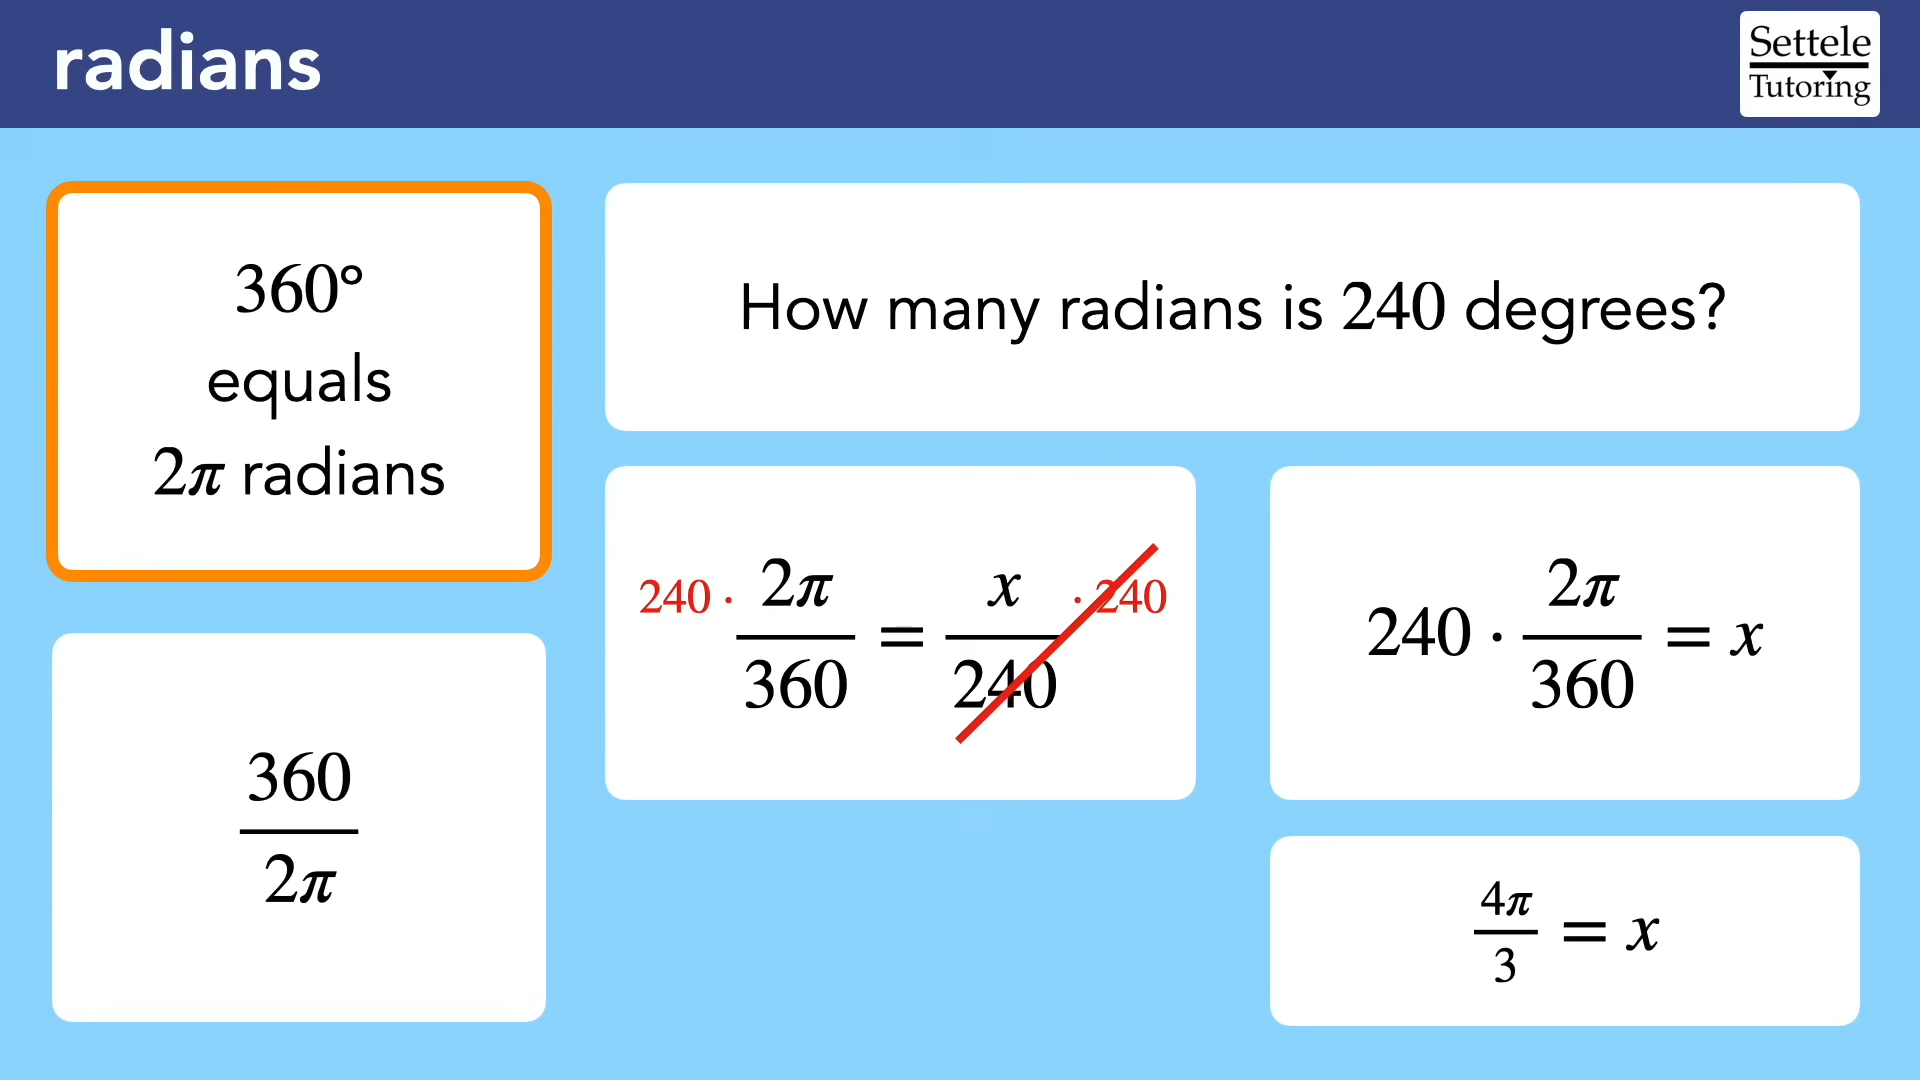 radians
Settele
Tutoring
360°
equals
2π radians
360
2π
How many radians is 240 degrees?
240 · 2π/360 = x/240 · 240
240 · 2π/360 = x
4π/3 = x